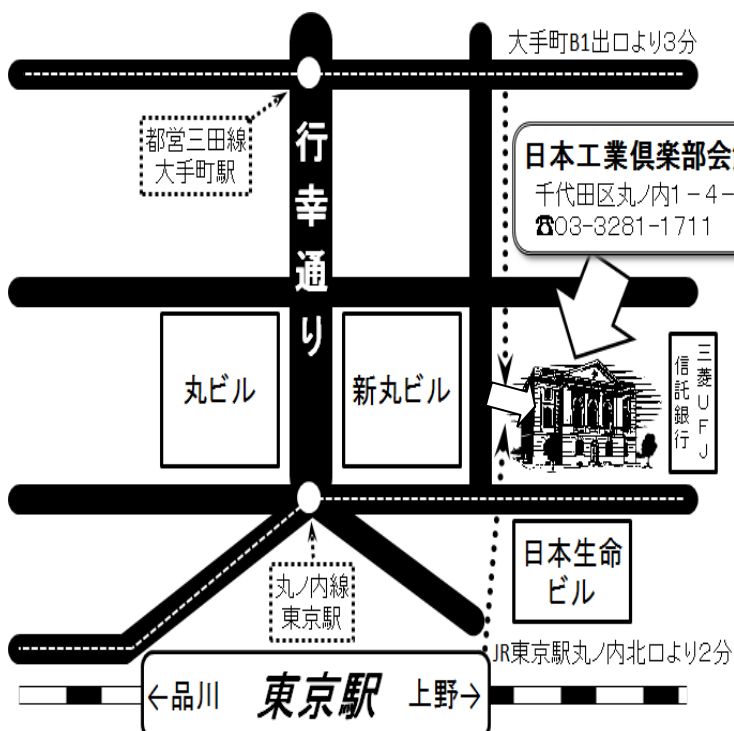 大手町B1出口より3分
都営三田線
大手町駅
行幸通り
日本工業倶楽部会
千代田区丸ノ内1-4-
☎03-3281-1711
丸ビル
新丸ビル
三菱UFJ
信託銀行
日本生命
ビル
丸ノ内線
東京駅
JR東京駅丸ノ内北口より2分
←品川 東京駅 上野→